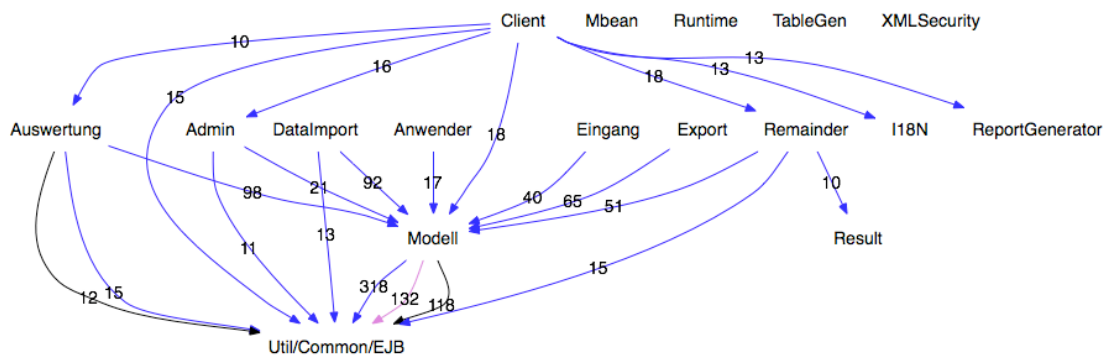 Client Mbean Runtime TableGen XMLSecurity
10 13
16 18 13
15
Auswertung Admin DataImport Anwender Eingang Export Remainder I18N ReportGenerator
18
98 21 92 17 40 65 51 10
11 13 Modell Result
15
318
12 15 132 118
Util/Common/EJB